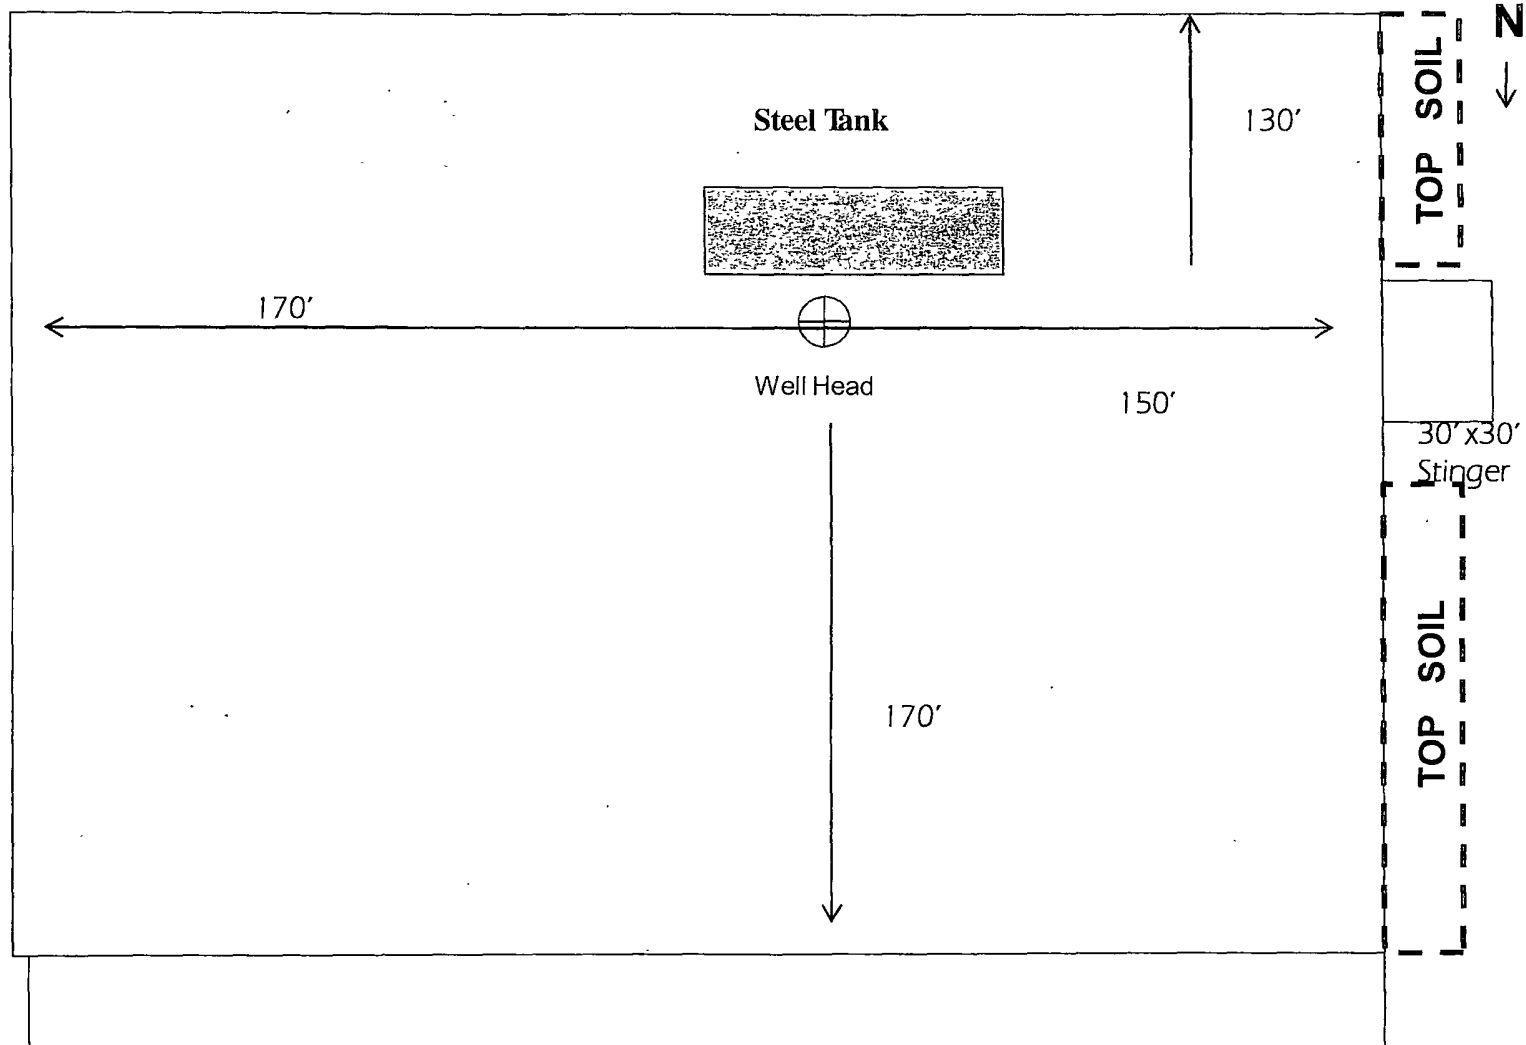 N
TOP SOIL
130'
Steel Tank
170'
Well Head
150'
30'x30'
Stinger
TOP SOIL
170'